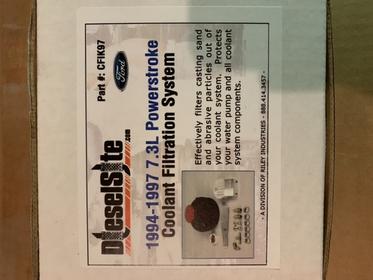 Part #: CFIK97
Ford
DieselSite
.com
1994-1997 7.3L Powerstroke
Coolant Filtration System
Effectively filters casting sand
and abrasive particles out of
your coolant system. Protects
your water pump and all coolant
system components.
- A DIVISION OF RILEY INDUSTRIES - 888.414.3457 -